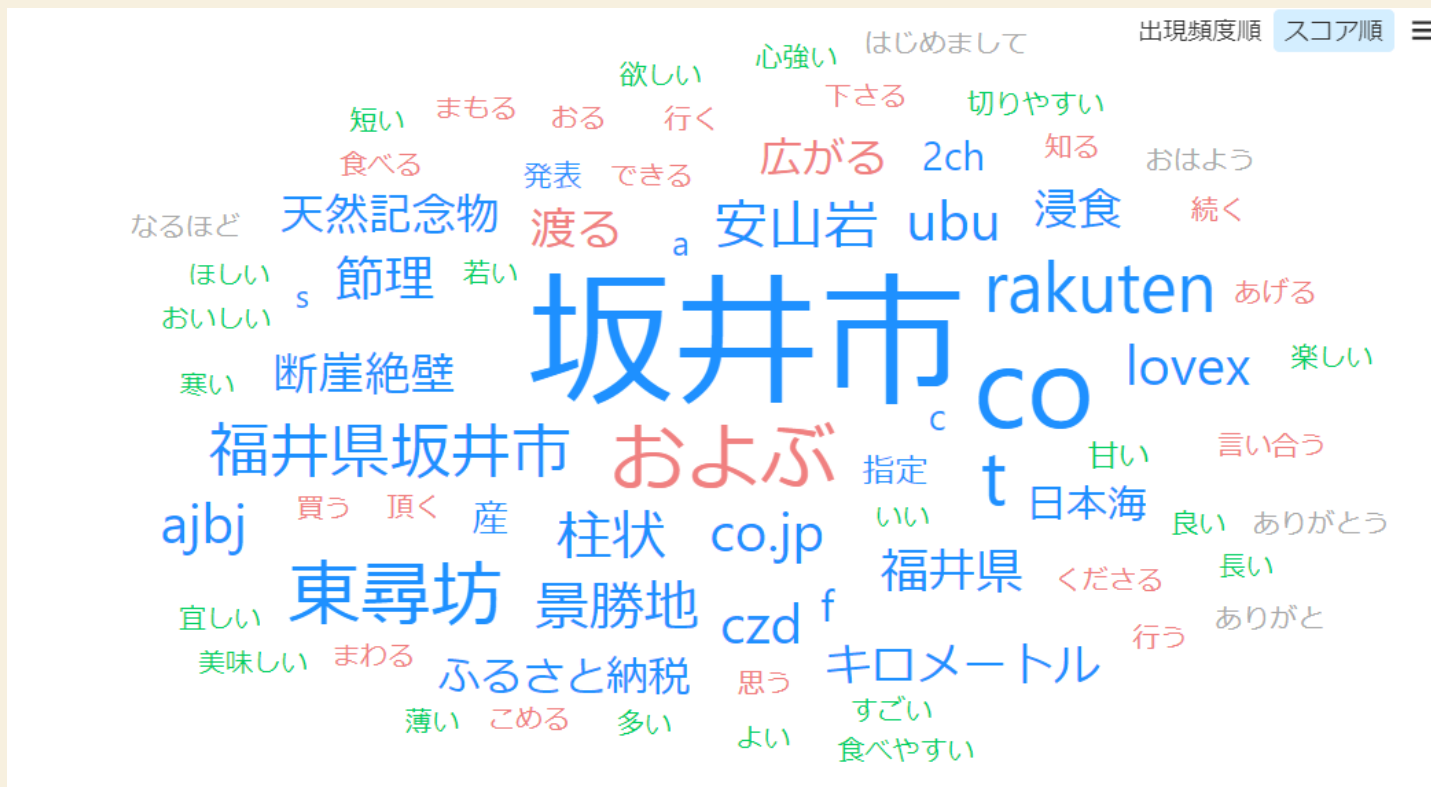 出現頻度順 スコア順
はじめまして
心強い
欲しい
下さる
切りやすい
短い まもる おる 行く
広がる 2ch 知る おはよう
食べる 発表 できる
天然記念物 渡る a 安山岩 ubu 浸食 続く
なるほど
ほしい 節理 若い
s
おいしい
坂井市 rakuten あげる
寒い 断崖絶壁
co lovex 楽しい
c
福井県坂井市 およぶ 指定 t 甘い 言い合う
日本海
ajbj 買う 頂く 産 柱状 co.jp いい 良い ありがとう
東尋坊 景勝地 福井県 くださる 長い
宜しい czd f ありがと
美味しい まわる ふるさと納税 思う キロメートル 行う
薄い こめる 多い よい すごい
食べやすい